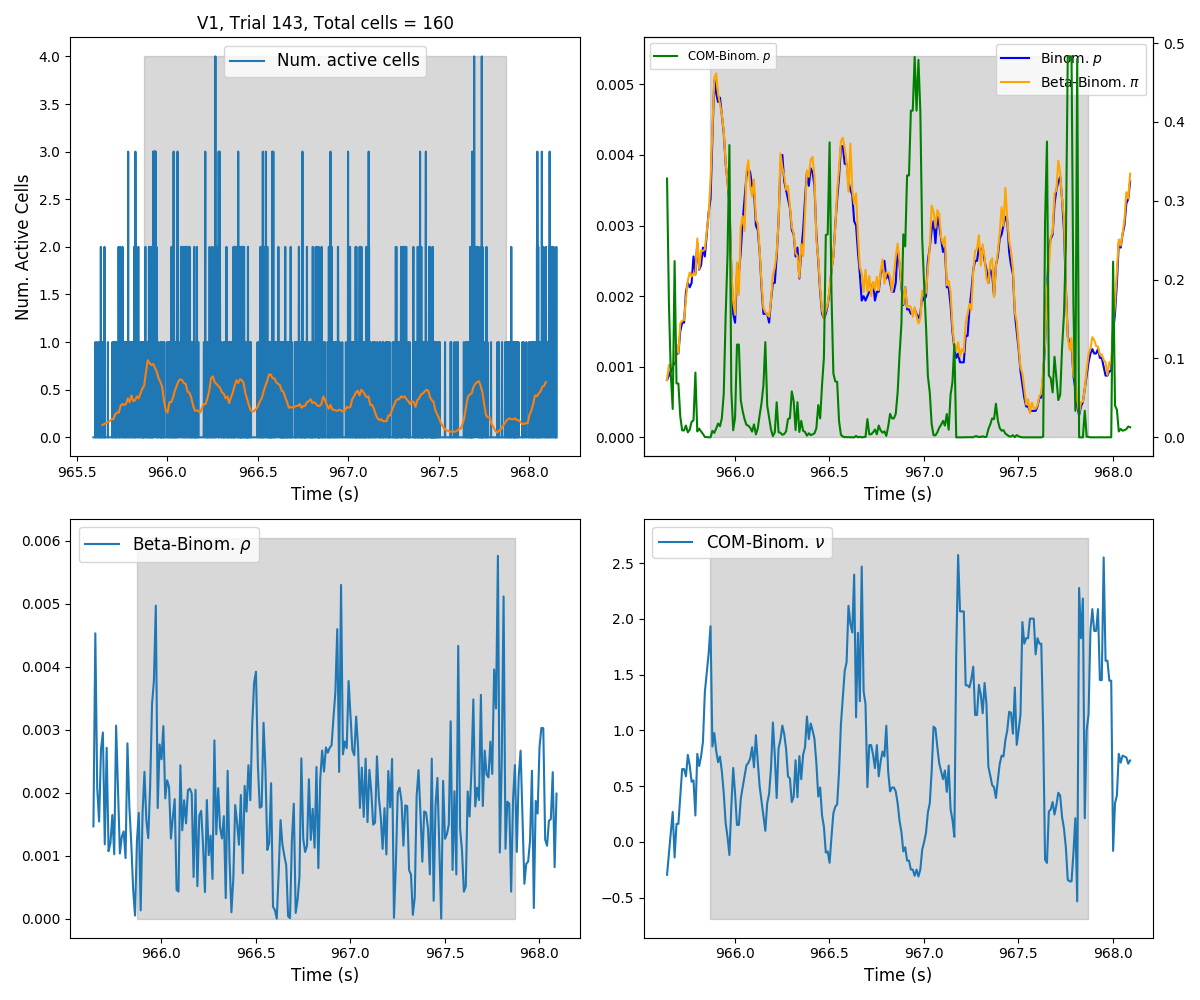 V1, Trial 143, Total cells = 160
Num. active cells
Num. Active Cells
4.0
3.5
3.0
2.5
2.0
1.5
1.0
0.5
0.0
965.5 966.0 966.5 967.0 967.5 968.0
Time (s)
COM-Binom. p
Binom. p
Beta-Binom. π
0.005
0.004
0.003
0.002
0.001
0.000
0.5
0.4
0.3
0.2
0.1
0.0
966.0 966.5 967.0 967.5 968.0
Time (s)
Beta-Binom. ρ
0.006
0.005
0.004
0.003
0.002
0.001
0.000
966.0 966.5 967.0 967.5 968.0
Time (s)
COM-Binom. ν
2.5
2.0
1.5
1.0
0.5
0.0
−0.5
966.0 966.5 967.0 967.5 968.0
Time (s)